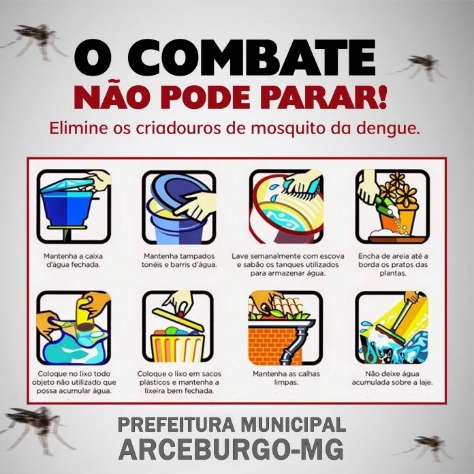 O COMBATE
NÃO PODE PARAR!
Elimine os criadouros de mosquito da dengue.
Mantenha a caixa
d'água fechada.
Mantenha tampados
tonéis e barris d'água.
Lave semanalmente com escova
e sabão os tanques utilizados
para armazenar água.
Encha de areia até a
borda os pratos das
plantas.
Coloque no lixo todo
objeto não utilizado que
possa acumular água.
Coloque o lixo em sacos
plásticos e mantenha a
lixeira bem fechada.
Mantenha as calhas
limpas.
Não deixe água
acumulada sobre a laje.
PREFEITURA MUNICIPAL
ARCEBURGO-MG